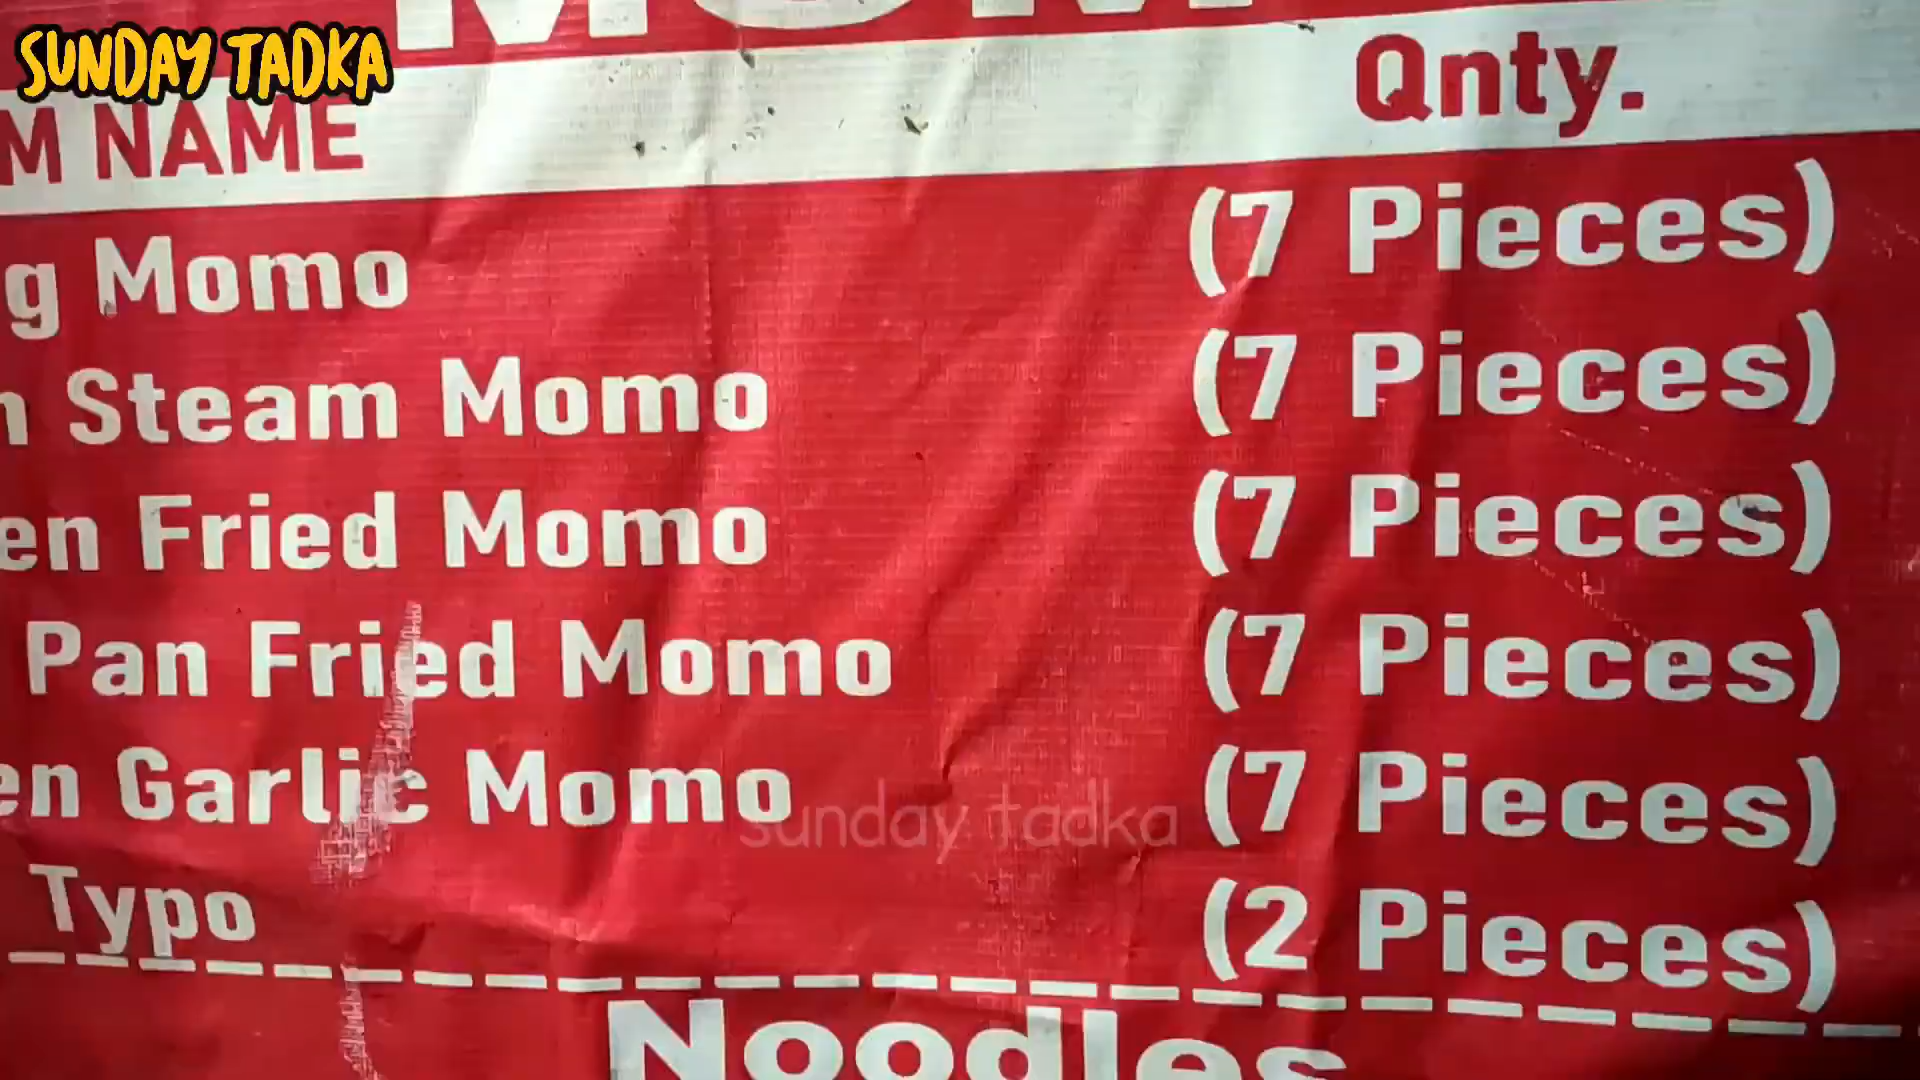 SUNDAY TADKA
MOM
M NAME Qnty.
g Momo (7 Pieces)
n Steam Momo (7 Pieces)
en Fried Momo (7 Pieces)
Pan Fried Momo (7 Pieces)
en Garlic Momo (7 Pieces)
sunday tadka
Typo (2 Pieces)
Noodles